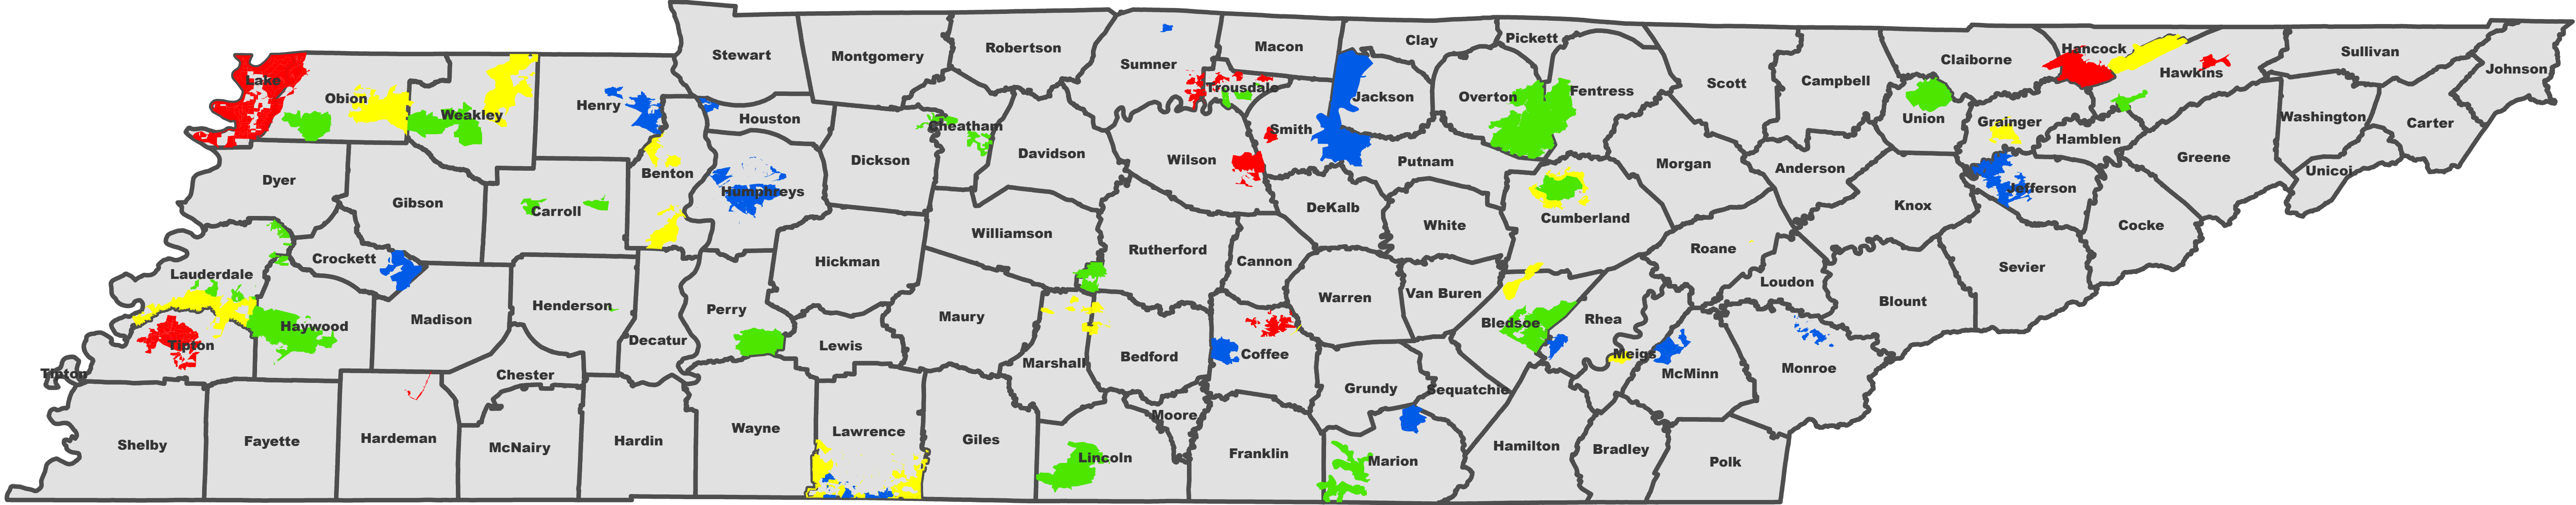 Stewart
Montgomery
Robertson
Sumner
Macon
Clay
Pickett
Fentress
Scott
Campbell
Claiborne
Hancock
Hawkins
Sullivan
Johnson
Lake
Obion
Weakley
Henry
Houston
Cheatham
Trousdale
Smith
Jackson
Overton
Union
Grainger
Hamblen
Washington
Carter
Dyer
Gibson
Carroll
Benton
Humphreys
Dickson
Davidson
Wilson
Putnam
Morgan
Anderson
Jefferson
Greene
Unicoi
Lauderdale
Crockett
Hickman
Williamson
Rutherford
Cannon
DeKalb
White
Cumberland
Roane
Knox
Sevier
Cocke
Tipton
Tipton
Haywood
Madison
Henderson
Decatur
Perry
Lewis
Maury
Marshall
Bedford
Coffee
Warren
Van Buren
Bledsoe
Rhea
Meigs
McMinn
Loudon
Monroe
Blount
Chester
Grundy
Sequatchie
Shelby
Fayette
Hardeman
McNairy
Hardin
Wayne
Lawrence
Giles
Lincoln
Moore
Franklin
Marion
Hamilton
Bradley
Polk